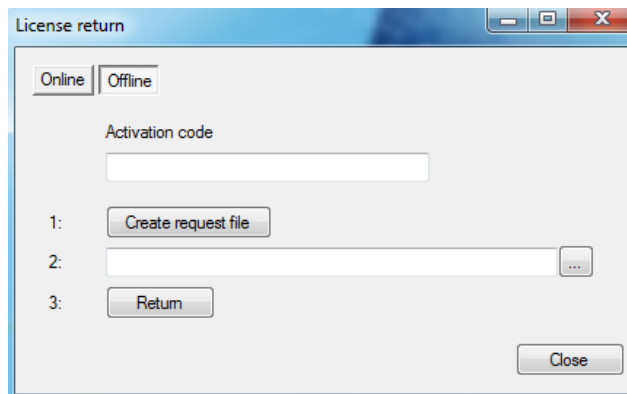 License return
Online Offline
Activation code
1: Create request file
2: ...
3: Return
Close